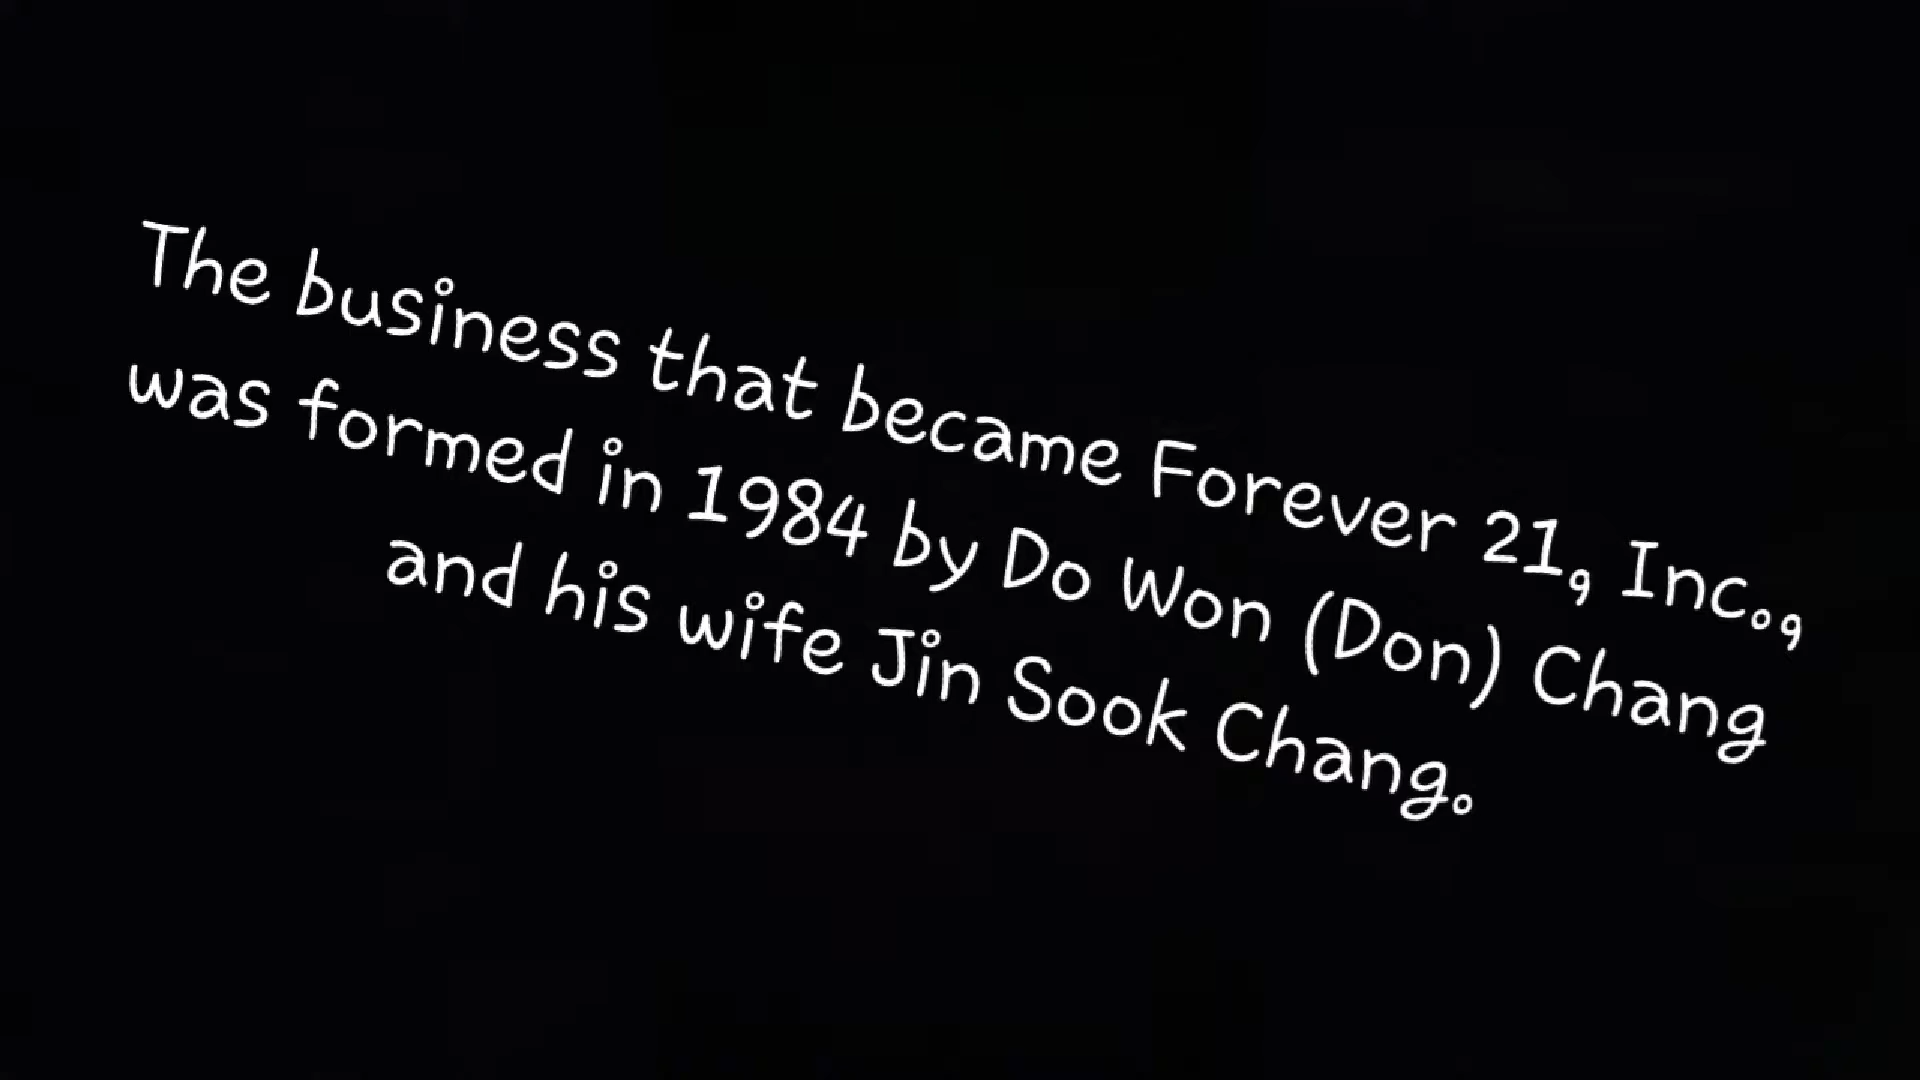 The business that became Forever 21, Inc.,
was formed in 1984 by Do Won (Don) Chang
and his wife Jin Sook Chang.